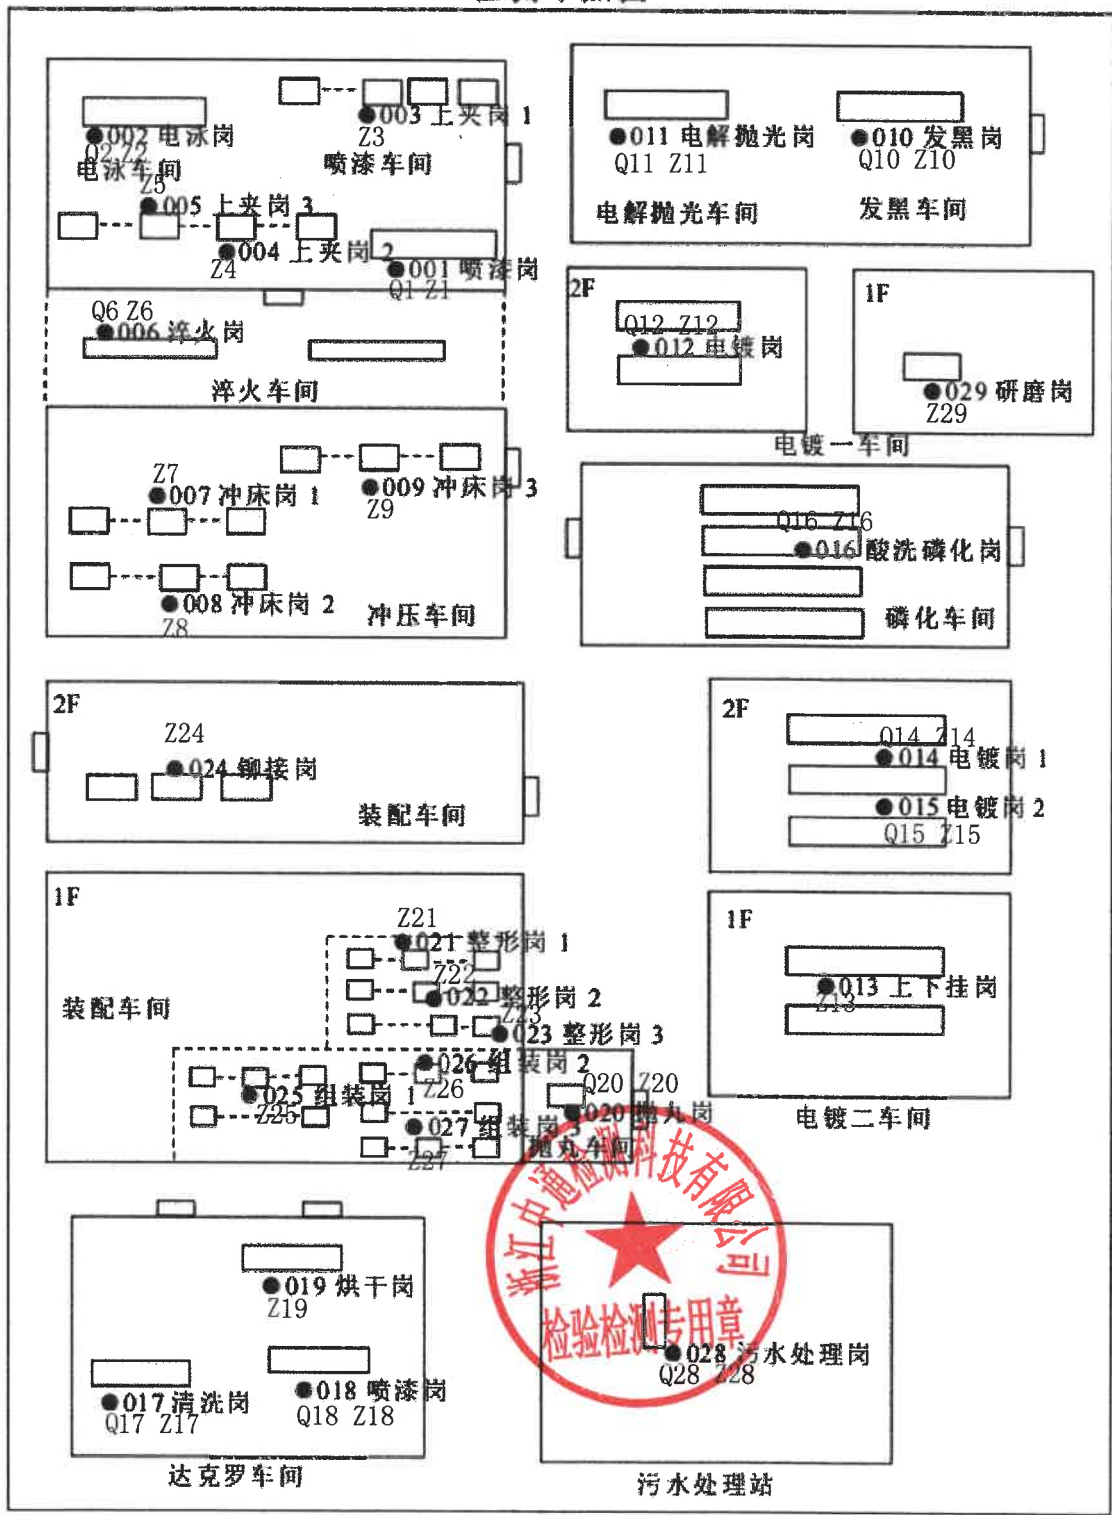 002 电泳岗
Q2 Z2
电泳车间
003 上夹岗 1
Z3
喷漆车间
Z5
005 上夹岗 3
004 上夹岗 2
Z4
001 喷漆岗
Q1 Z1
Q6 Z6
006 淬火岗
淬火车间
Z7
007 冲床岗 1
009 冲床岗 3
Z9
008 冲床岗 2
Z8
冲压车间
2F
Z24
024 铆接岗
装配车间
1F
装配车间
Z21
021 整形岗 1
Z22
022 整形岗 2
Z23
023 整形岗 3
026 组装岗 2
Z26
025 组装岗 1
Z25
027 组装岗 3
Z27
Q20 Z20
020 抛丸岗
抛丸车间
019 烘干岗
Z19
017 清洗岗
Q17 Z17
018 喷漆岗
Q18 Z18
达克罗车间
011 电解抛光岗
Q11 Z11
电解抛光车间
010 发黑岗
Q10 Z10
发黑车间
2F
Q12 Z12
012 电镀岗
1F
029 研磨岗
Z29
电镀一车间
Q16 Z16
016 酸洗磷化岗
磷化车间
2F
Q14 Z14
014 电镀岗 1
015 电镀岗 2
Q15 Z15
1F
013 上下挂岗
Z13
电镀二车间
浙江中通检测科技有限公司
检验检测专用章
028 污水处理岗
Q28 Z28
污水处理站